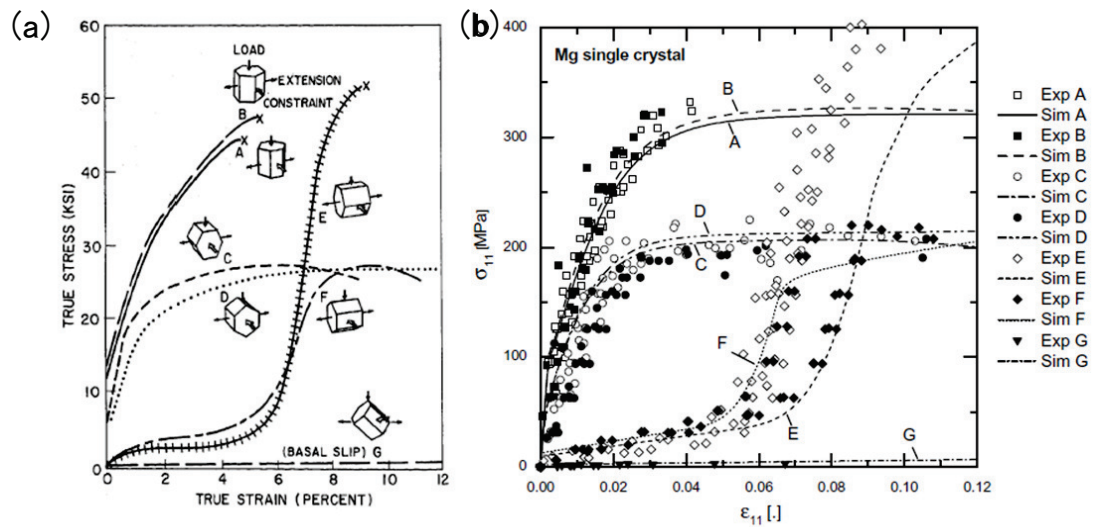 (a)
60
50
40
30
20
10
0
TRUE STRESS (KSI)
0 2 4 6 8 10 12
TRUE STRAIN (PERCENT)
LOAD
EXTENSION
CONSTRAINT
B
A
C
D
E
F
(BASAL SLIP) G
(b)
400
300
200
100
0
σ11 [MPa]
0.00 0.02 0.04 0.06 0.08 0.10 0.12
ε11 [.]
Mg single crystal
B
A
D
C
F
E
G
Exp A
Sim A
Exp B
Sim B
Exp C
Sim C
Exp D
Sim D
Exp E
Sim E
Exp F
Sim F
Exp G
Sim G